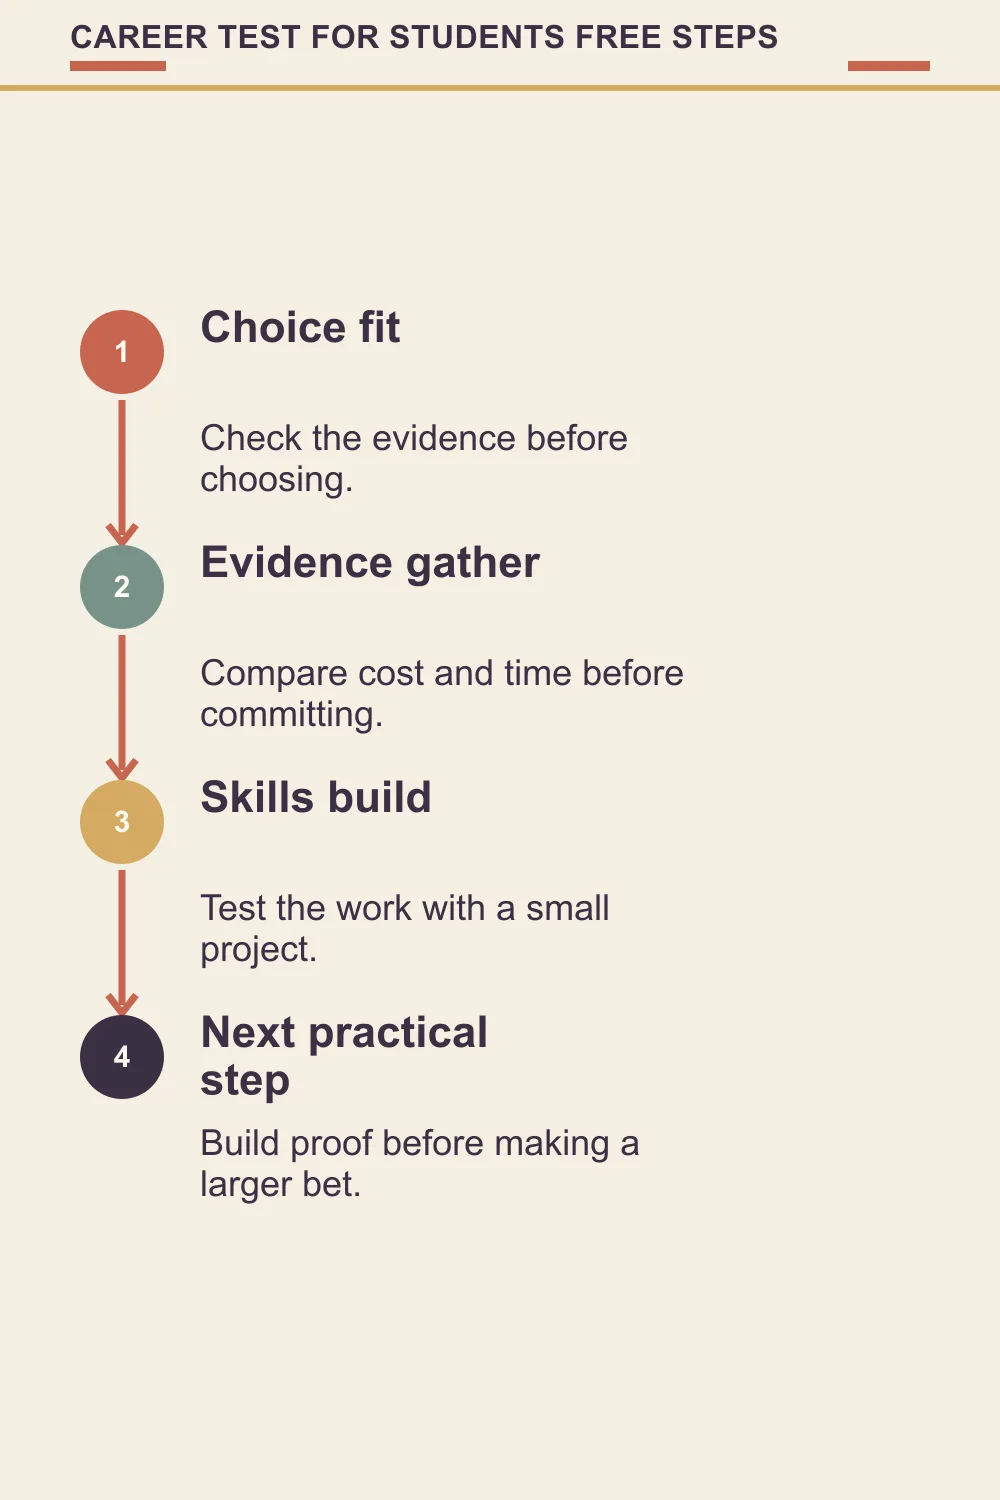 CAREER TEST FOR STUDENTS FREE STEPS
1
Choice fit
Check the evidence before
choosing.
2
Evidence gather
Compare cost and time before
committing.
3
Skills build
Test the work with a small
project.
4
Next practical
step
Build proof before making a
larger bet.